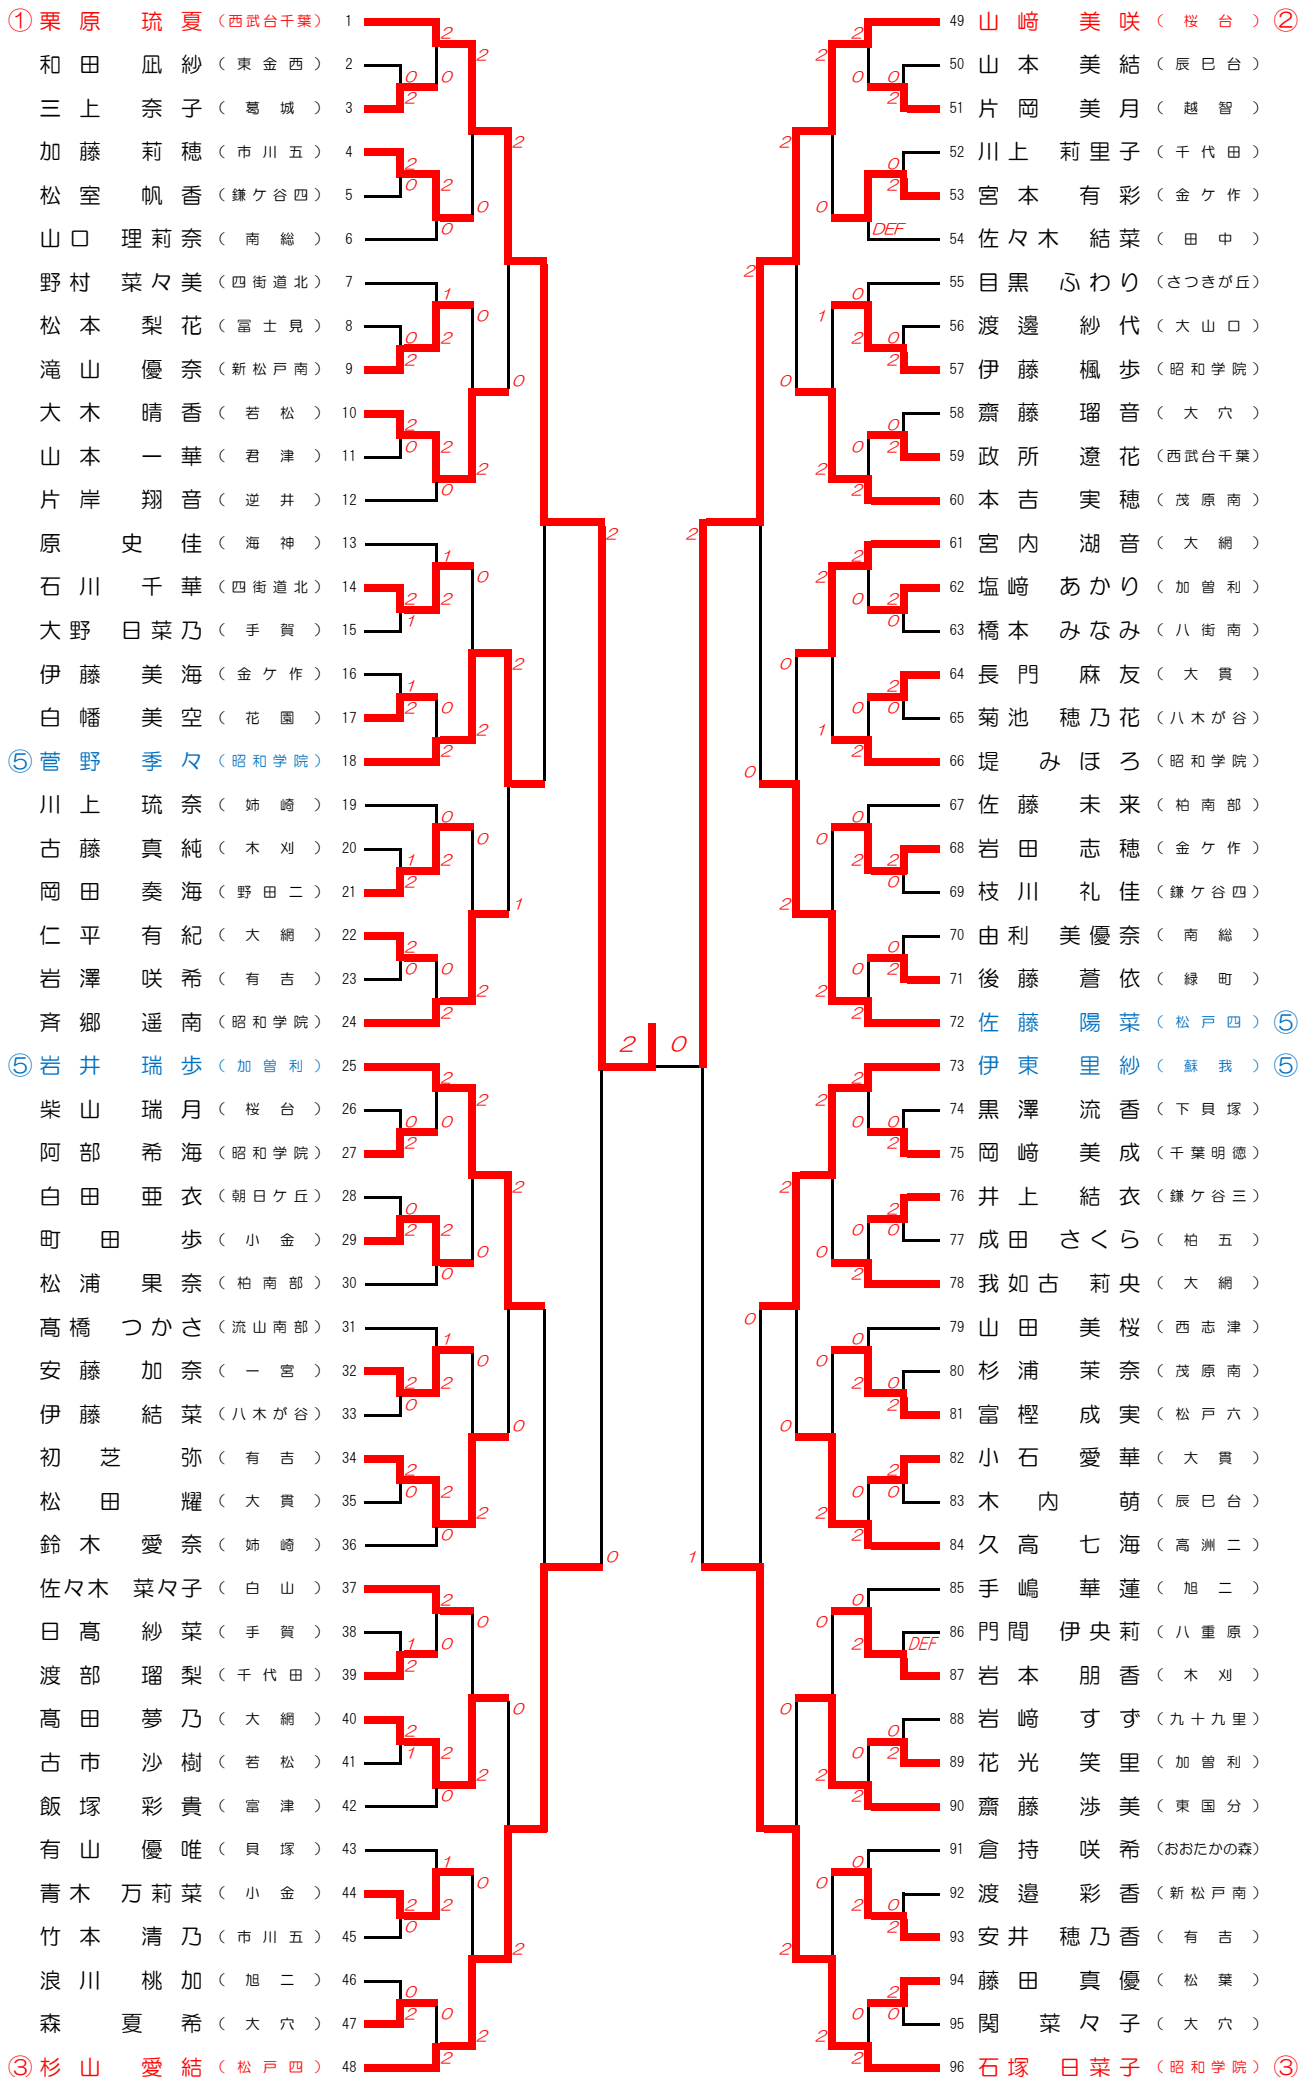 ①栗原 琉夏（西武台千葉） 1
和田 凪紗（東金西） 2
三上 奈子（葛城） 3
加藤 莉穂（市川五） 4
松室 帆香（鎌ケ谷四） 5
山口 理莉奈（南総） 6
野村 菜々美（四街道北） 7
松本 梨花（冨士見） 8
滝山 優奈（新松戸南） 9
大木 晴香（若松） 10
山本 一華（君津） 11
片岸 翔音（逆井） 12
原 史佳（海神） 13
石川 千華（四街道北） 14
大野 日菜乃（手賀） 15
伊藤 美海（金ケ作） 16
白幡 美空（花園） 17
⑤菅野 季々（昭和学院） 18
川上 琉奈（姉崎） 19
古藤 真純（木刈） 20
岡田 奏海（野田二） 21
仁平 有紀（大網） 22
岩澤 咲希（有吉） 23
斉郷 遥南（昭和学院） 24
⑤岩井 瑞歩（加曽利） 25
柴山 瑞月（桜台） 26
阿部 希海（昭和学院） 27
白田 亜衣（朝日ケ丘） 28
町田 歩（小金） 29
松浦 果奈（柏南部） 30
髙橋 つかさ（流山南部） 31
安藤 加奈（一宮） 32
伊藤 結菜（八木が谷） 33
初芝 弥（有吉） 34
松田 耀（大貫） 35
鈴木 愛奈（姉崎） 36
佐々木 菜々子（白山） 37
日髙 紗菜（手賀） 38
渡部 瑠梨（千代田） 39
髙田 夢乃（大網） 40
古市 沙樹（若松） 41
飯塚 彩貴（富津） 42
有山 優唯（貝塚） 43
青木 万莉菜（小金） 44
竹本 清乃（市川五） 45
浪川 桃加（旭二） 46
森 夏希（大穴） 47
③杉山 愛結（松戸四） 48
2 0
49 山﨑 美咲（桜台）②
50 山本 美結（辰巳台）
51 片岡 美月（越智）
52 川上 莉里子（千代田）
53 宮本 有彩（金ケ作）
DEF
54 佐々木 結菜（田中）
55 目黒 ふわり（さつきが丘）
56 渡邊 紗代（大山口）
57 伊藤 楓歩（昭和学院）
58 齋藤 瑠音（大穴）
59 政所 遼花（西武台千葉）
60 本吉 実穂（茂原南）
61 宮内 湖音（大網）
62 塩﨑 あかり（加曽利）
63 橋本 みなみ（八街南）
64 長門 麻友（大貫）
65 菊池 穂乃花（八木が谷）
66 堤 みほろ（昭和学院）
67 佐藤 未来（柏南部）
68 岩田 志穂（金ケ作）
69 枝川 礼佳（鎌ケ谷四）
70 由利 美優奈（南総）
71 後藤 蒼依（緑町）
72 佐藤 陽菜（松戸四）⑤
73 伊東 里紗（蘇我）⑤
74 黒澤 流香（下貝塚）
75 岡﨑 美成（千葉明徳）
76 井上 結衣（鎌ケ谷三）
77 成田 さくら（柏五）
78 我如古 莉央（大網）
79 山田 美桜（西志津）
80 杉浦 茉奈（茂原南）
81 富樫 成実（松戸六）
82 小石 愛華（大貫）
83 木内 萌（辰巳台）
84 久高 七海（高洲二）
85 手嶋 華蓮（旭二）
86 門間 伊央莉（八重原）
DEF
87 岩本 朋香（木刈）
88 岩﨑 すず（九十九里）
89 花光 笑里（加曽利）
90 齋藤 渉美（東国分）
91 倉持 咲希（おおたかの森）
92 渡邉 彩香（新松戸南）
93 安井 穂乃香（有吉）
94 藤田 真優（松葉）
95 関 菜々子（大穴）
96 石塚 日菜子（昭和学院）③